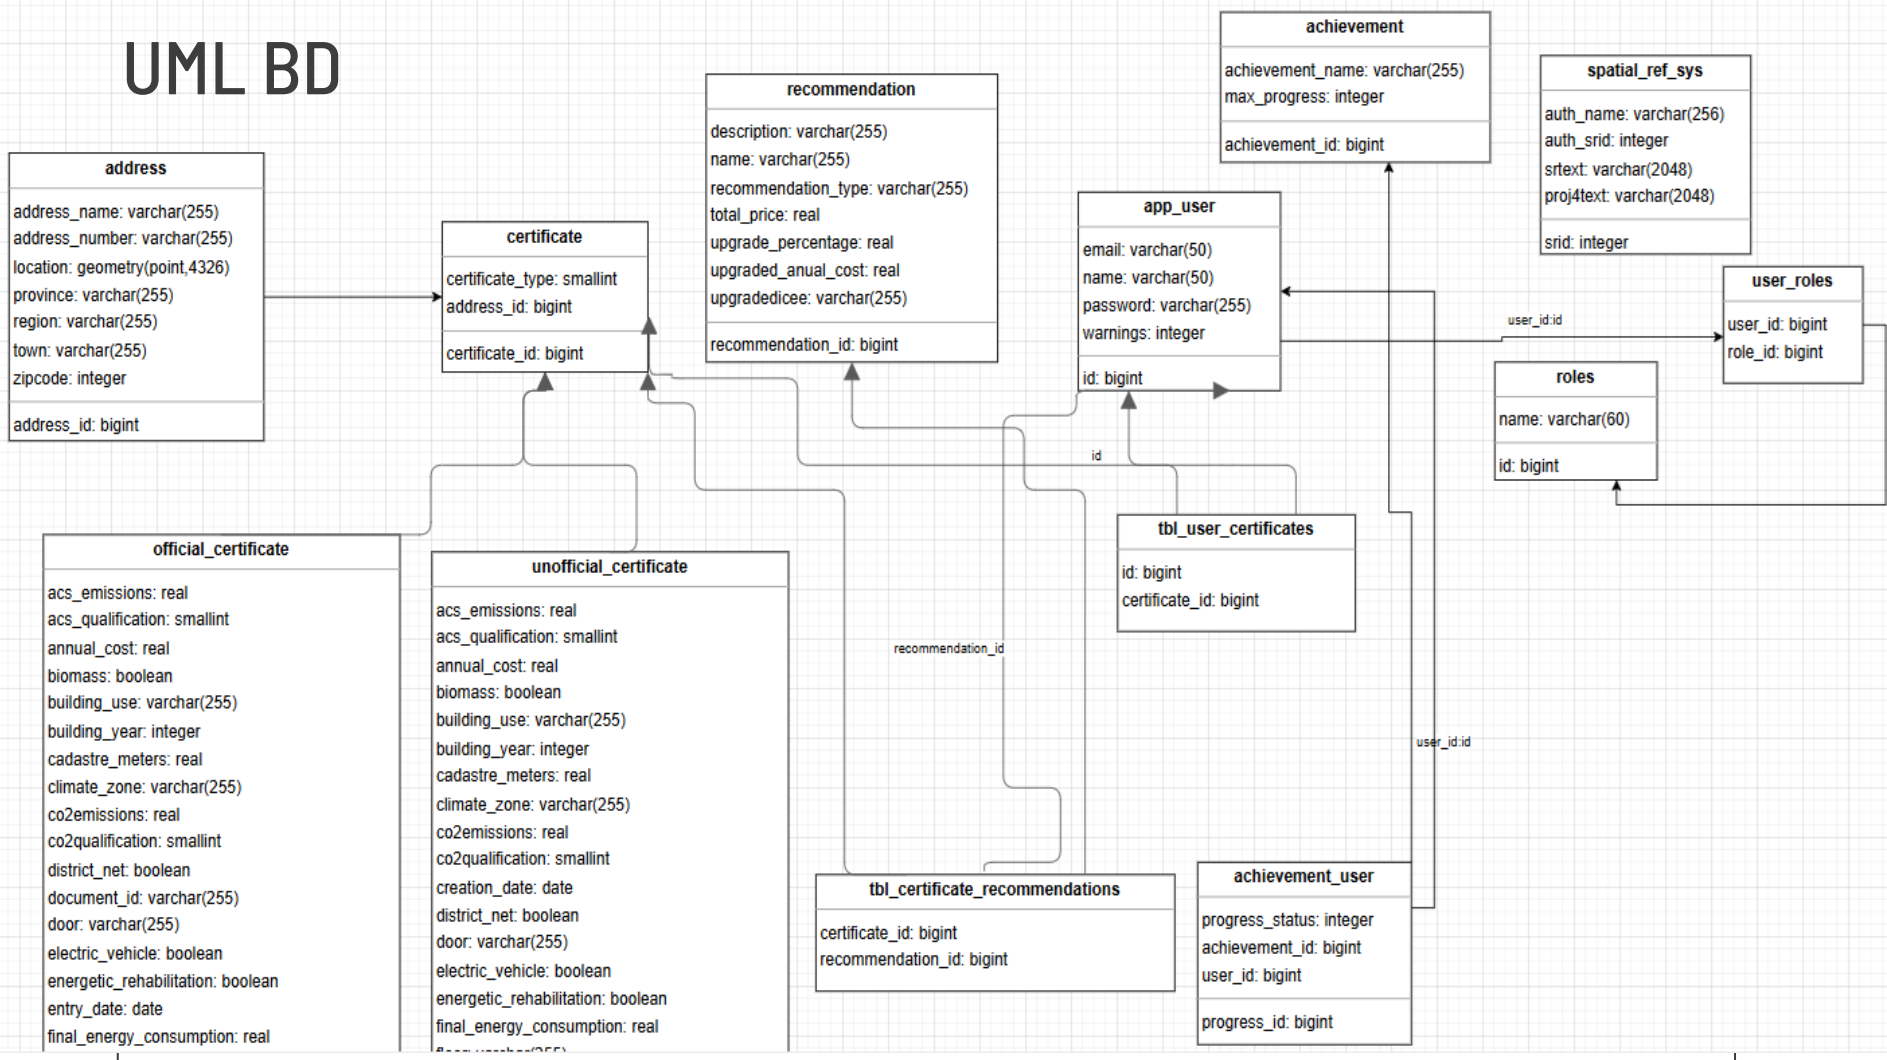 UML BD
address
address_name: varchar(255)
address_number: varchar(255)
location: geometry(point,4326)
province: varchar(255)
region: varchar(255)
town: varchar(255)
zipcode: integer
address_id: bigint
certificate
certificate_type: smallint
address_id: bigint
certificate_id: bigint
recommendation
description: varchar(255)
name: varchar(255)
recommendation_type: varchar(255)
total_price: real
upgrade_percentage: real
upgraded_anual_cost: real
upgradedicee: varchar(255)
recommendation_id: bigint
app_user
email: varchar(50)
name: varchar(50)
password: varchar(255)
warnings: integer
id: bigint
achievement
achievement_name: varchar(255)
max_progress: integer
achievement_id: bigint
spatial_ref_sys
auth_name: varchar(256)
auth_srid: integer
srtext: varchar(2048)
proj4text: varchar(2048)
srid: integer
user_roles
user_id: bigint
role_id: bigint
user_id:id
roles
name: varchar(60)
id: bigint
id
tbl_user_certificates
id: bigint
certificate_id: bigint
recommendation_id
user_id:id
official_certificate
acs_emissions: real
acs_qualification: smallint
annual_cost: real
biomass: boolean
building_use: varchar(255)
building_year: integer
cadastre_meters: real
climate_zone: varchar(255)
co2emissions: real
co2qualification: smallint
district_net: boolean
document_id: varchar(255)
door: varchar(255)
electric_vehicle: boolean
energetic_rehabilitation: boolean
entry_date: date
final_energy_consumption: real
unofficial_certificate
acs_emissions: real
acs_qualification: smallint
annual_cost: real
biomass: boolean
building_use: varchar(255)
building_year: integer
cadastre_meters: real
climate_zone: varchar(255)
co2emissions: real
co2qualification: smallint
creation_date: date
district_net: boolean
door: varchar(255)
electric_vehicle: boolean
energetic_rehabilitation: boolean
final_energy_consumption: real
tbl_certificate_recommendations
certificate_id: bigint
recommendation_id: bigint
achievement_user
progress_status: integer
achievement_id: bigint
user_id: bigint
progress_id: bigint